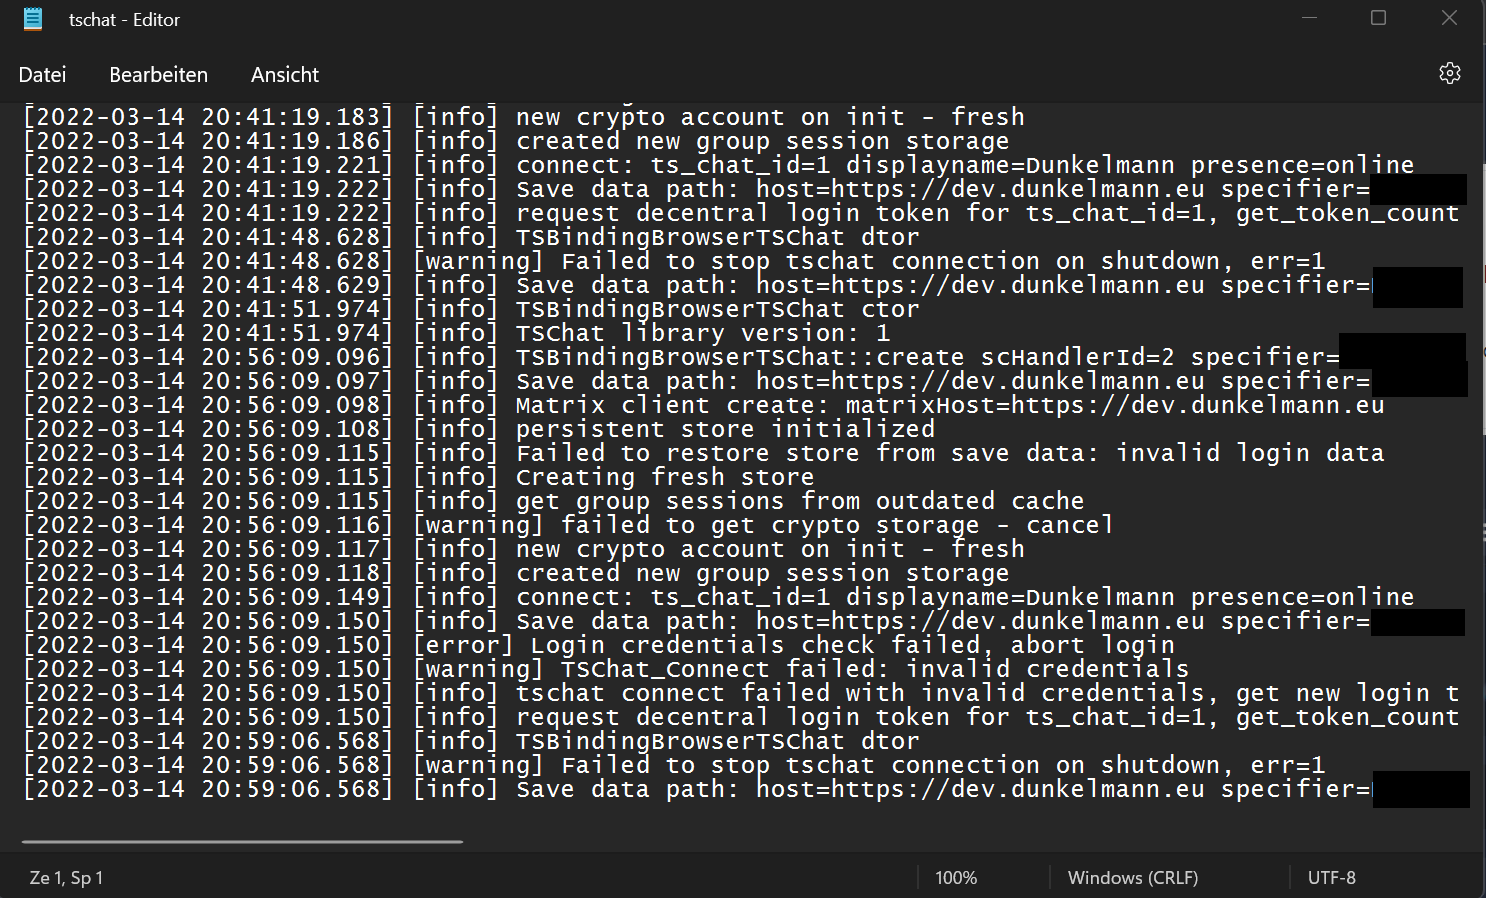 tschat - Editor
Datei Bearbeiten Ansicht
[2022-03-14 20:41:19.183] [info] new crypto account on init - fresh
[2022-03-14 20:41:19.186] [info] created new group session storage
[2022-03-14 20:41:19.221] [info] connect: ts_chat_id=1 displayname=Dunkelmann presence=online
[2022-03-14 20:41:19.222] [info] Save data path: host=https://dev.dunkelmann.eu specifier=
[2022-03-14 20:41:19.222] [info] request decentral login token for ts_chat_id=1, get_token_count
[2022-03-14 20:41:48.628] [info] TSBindingBrowserTSChat dtor
[2022-03-14 20:41:48.628] [warning] Failed to stop tschat connection on shutdown, err=1
[2022-03-14 20:41:48.629] [info] Save data path: host=https://dev.dunkelmann.eu specifier=
[2022-03-14 20:41:51.974] [info] TSBindingBrowserTSChat ctor
[2022-03-14 20:41:51.974] [info] TSChat library version: 1
[2022-03-14 20:56:09.096] [info] TSBindingBrowserTSChat::create scHandlerId=2 specifier=
[2022-03-14 20:56:09.097] [info] Save data path: host=https://dev.dunkelmann.eu specifier=
[2022-03-14 20:56:09.098] [info] Matrix client create: matrixHost=https://dev.dunkelmann.eu
[2022-03-14 20:56:09.108] [info] persistent store initialized
[2022-03-14 20:56:09.115] [info] Failed to restore store from save data: invalid login data
[2022-03-14 20:56:09.115] [info] Creating fresh store
[2022-03-14 20:56:09.115] [info] get group sessions from outdated cache
[2022-03-14 20:56:09.116] [warning] failed to get crypto storage - cancel
[2022-03-14 20:56:09.117] [info] new crypto account on init - fresh
[2022-03-14 20:56:09.118] [info] created new group session storage
[2022-03-14 20:56:09.149] [info] connect: ts_chat_id=1 displayname=Dunkelmann presence=online
[2022-03-14 20:56:09.150] [info] Save data path: host=https://dev.dunkelmann.eu specifier=
[2022-03-14 20:56:09.150] [error] Login credentials check failed, abort login
[2022-03-14 20:56:09.150] [warning] TSChat_Connect failed: invalid credentials
[2022-03-14 20:56:09.150] [info] tschat connect failed with invalid credentials, get new login t
[2022-03-14 20:56:09.150] [info] request decentral login token for ts_chat_id=1, get_token_count
[2022-03-14 20:59:06.568] [info] TSBindingBrowserTSChat dtor
[2022-03-14 20:59:06.568] [warning] Failed to stop tschat connection on shutdown, err=1
[2022-03-14 20:59:06.568] [info] Save data path: host=https://dev.dunkelmann.eu specifier=
Ze 1, Sp 1 100% Windows (CRLF) UTF-8